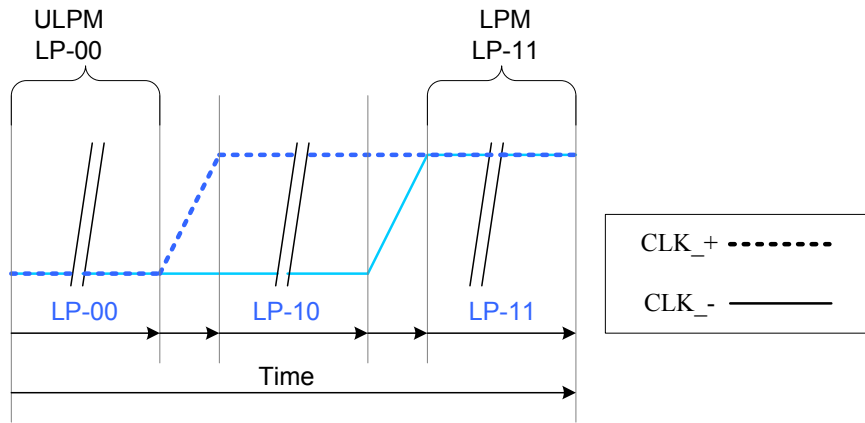 ULPM
LP-00
LPM
LP-11
CLK_+
CLK_-
LP-00
LP-10
LP-11
Time